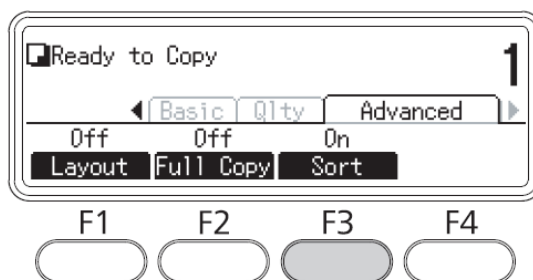 Ready to Copy 1
Basic Qlty Advanced
Off Off On
Layout Full Copy Sort
F1 F2 F3 F4